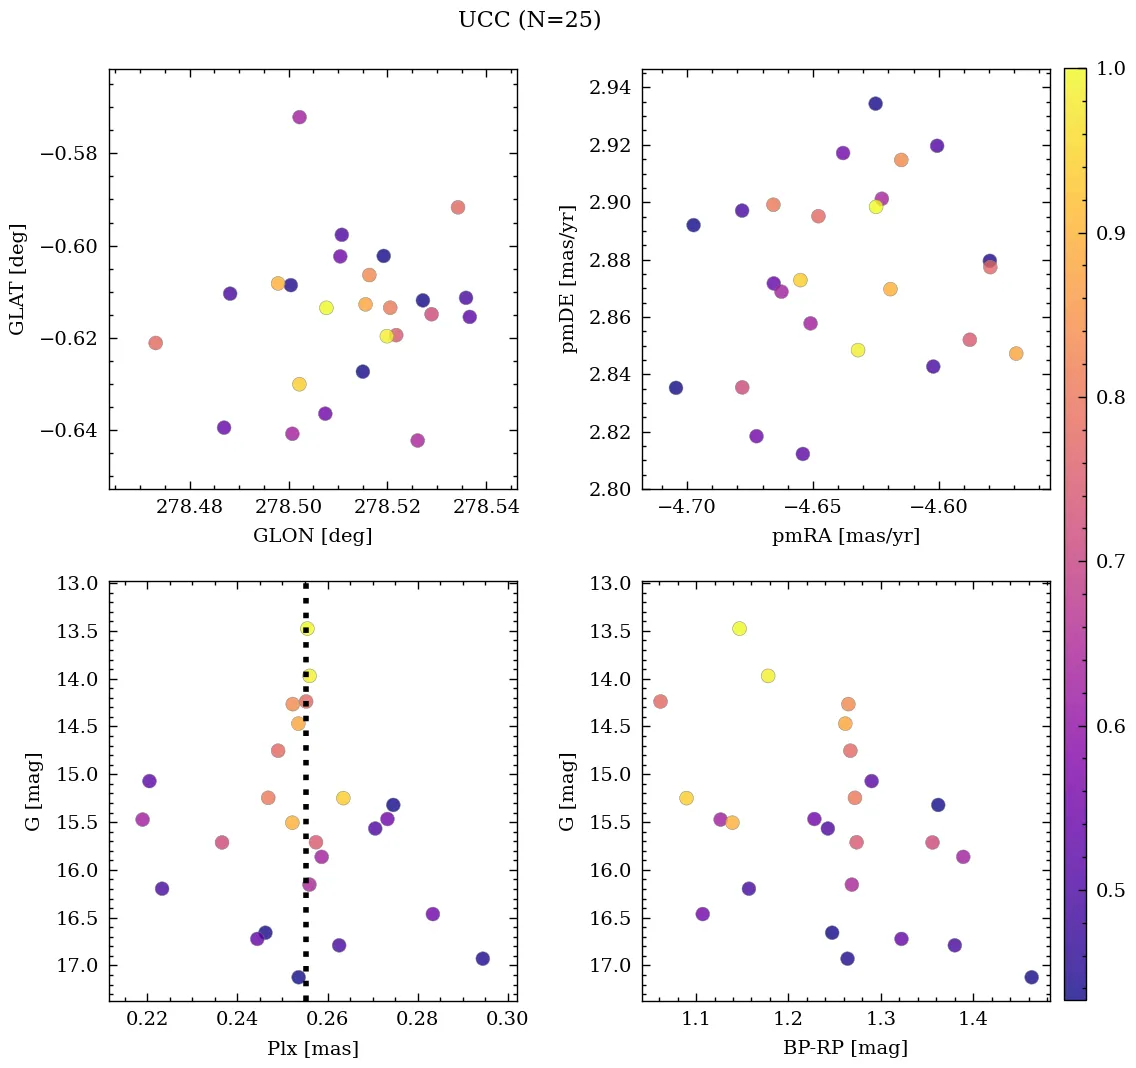 UCC (N=25)
−0.58
−0.60
−0.62
−0.64
GLAT [deg]
278.48 278.50 278.52 278.54
GLON [deg]
2.94
2.92
2.90
2.88
2.86
2.84
2.82
2.80
pmDE [mas/yr]
−4.70 −4.65 −4.60
pmRA [mas/yr]
1.0
0.9
0.8
0.7
0.6
0.5
13.0
13.5
14.0
14.5
15.0
15.5
16.0
16.5
17.0
G [mag]
0.22 0.24 0.26 0.28 0.30
Plx [mas]
13.0
13.5
14.0
14.5
15.0
15.5
16.0
16.5
17.0
G [mag]
1.1 1.2 1.3 1.4
BP-RP [mag]